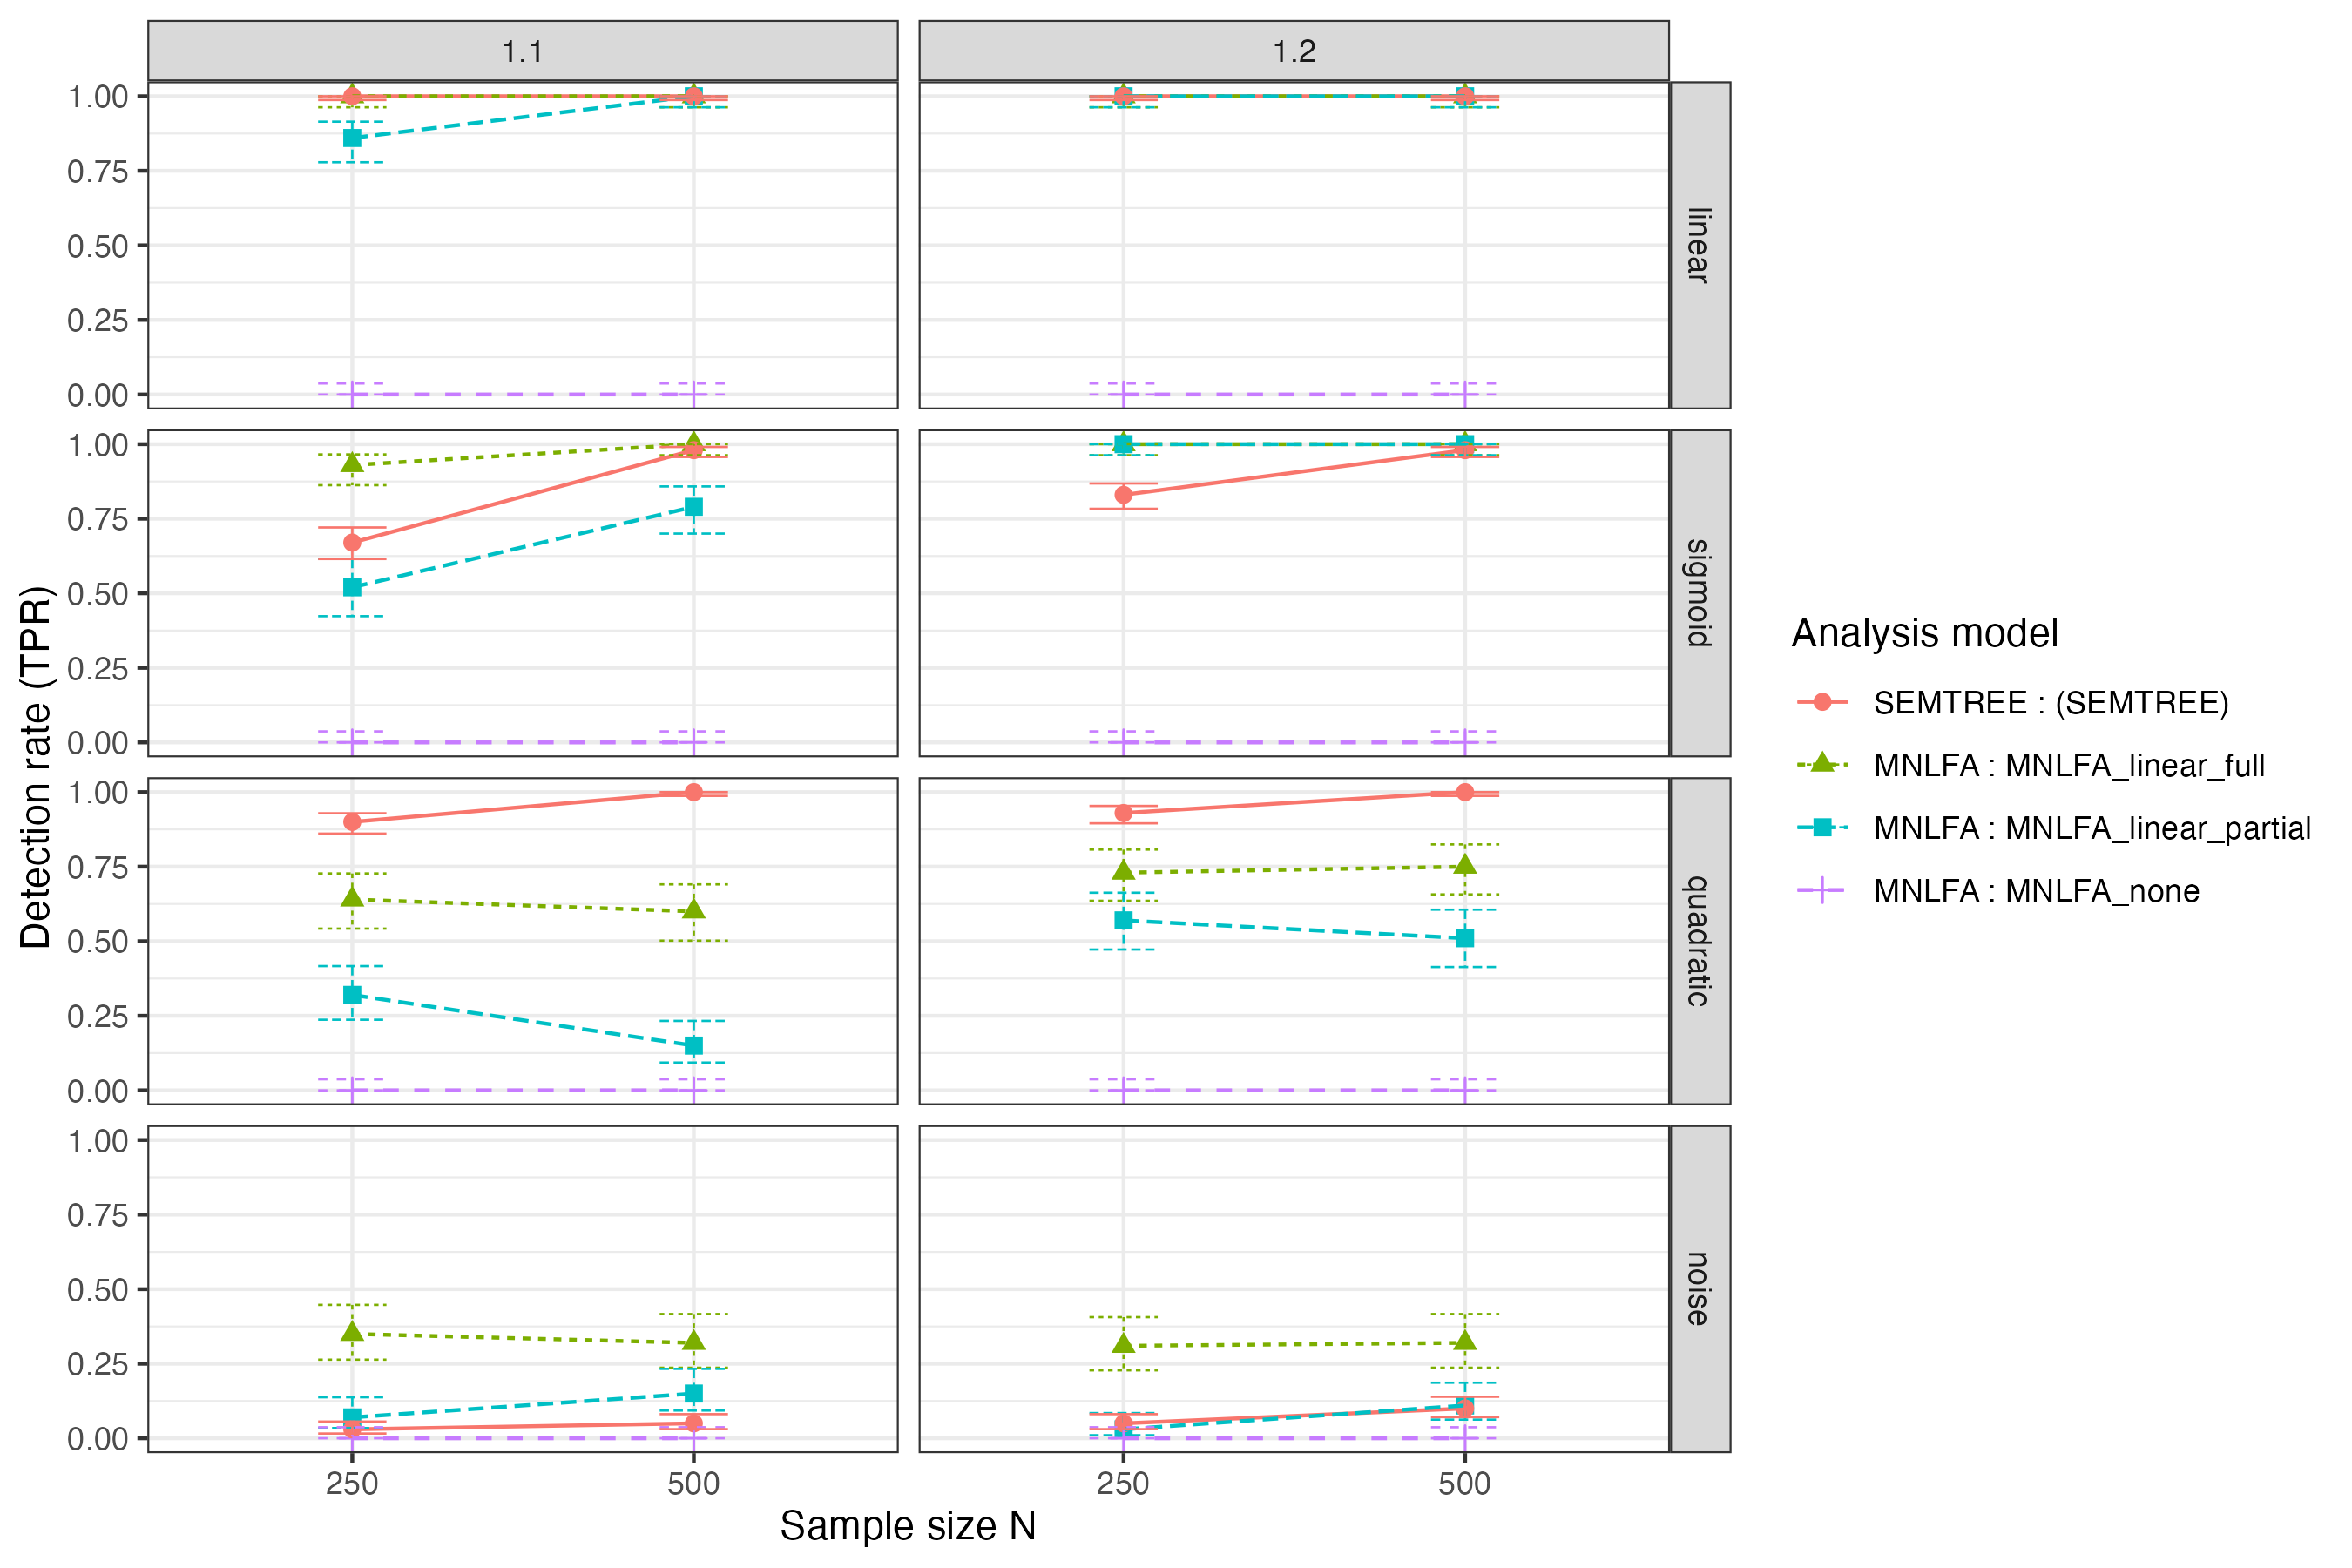 1.1
1.2
1.00
0.75
0.50
0.25
0.00
linear
1.00
0.75
0.50
0.25
0.00
sigmoid
1.00
0.75
0.50
0.25
0.00
quadratic
1.00
0.75
0.50
0.25
0.00
noise
250
500
250
500
Sample size N
Detection rate (TPR)
Analysis model
SEMTREE : (SEMTREE)
MNLFA : MNLFA_linear_full
MNLFA : MNLFA_linear_partial
MNLFA : MNLFA_none